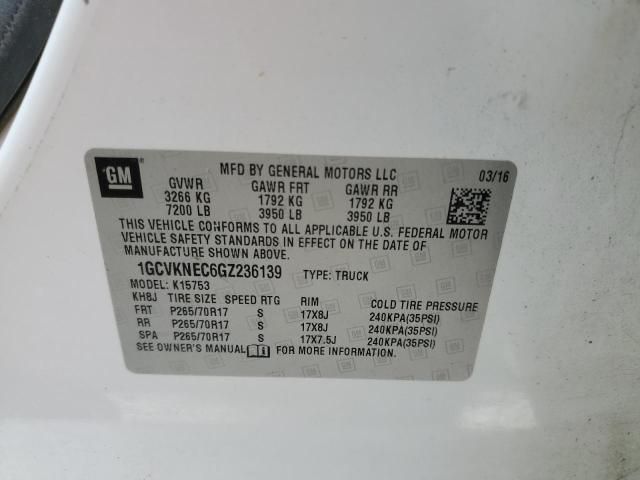 GM
MFD BY GENERAL MOTORS LLC 03/16
GVWR GAWR FRT GAWR RR
3266 KG 1792 KG 1792 KG
7200 LB 3950 LB 3950 LB
THIS VEHICLE CONFORMS TO ALL APPLICABLE U.S. FEDERAL MOTOR
VEHICLE SAFETY STANDARDS IN EFFECT ON THE DATE OF
MANUFACTURE SHOWN ABOVE.
1GCVKNEC6GZ236139 TYPE: TRUCK
MODEL: K15753
KH8J TIRE SIZE SPEED RTG RIM COLD TIRE PRESSURE
FRT P265/70R17 S 17X8J 240KPA(35PSI)
RR P265/70R17 S 17X8J 240KPA(35PSI)
SPA P265/70R17 S 17X7.5J 240KPA(35PSI)
SEE OWNER'S MANUAL FOR MORE INFORMATION.